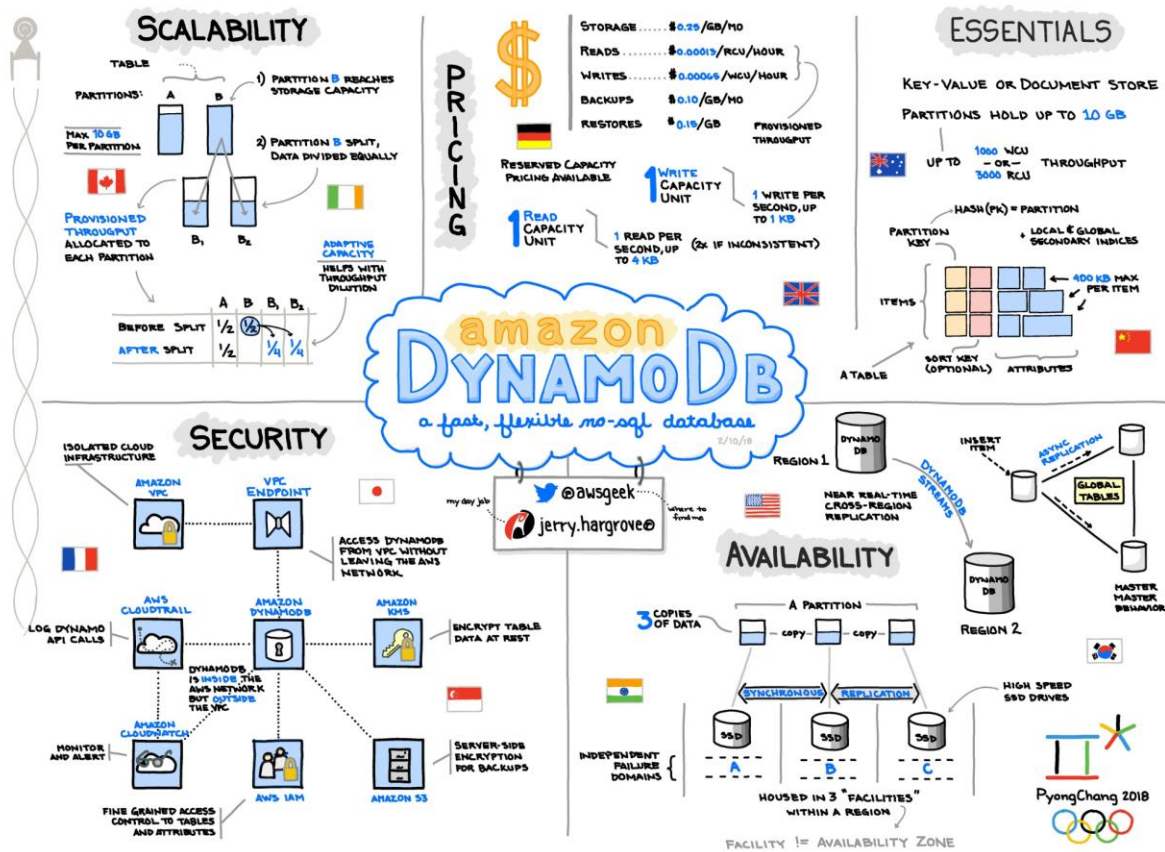 SCALABILITY
TABLE
PARTITIONS:
A
B
1) PARTITION B REACHES
STORAGE CAPACITY
MAX 10 GB
PER PARTITION
2) PARTITION B SPLIT,
DATA DIVIDED EQUALLY
PROVISIONED
THROUGPUT
ALLOCATED TO
EACH PARTITION
B1
B2
ADAPTIVE
CAPACITY
HELPS WITH
THROUGHPUT
DILUTION
A B B1 B2
BEFORE SPLIT 1/2 1/2
AFTER SPLIT 1/2 1/4 1/4
PRICING
$
STORAGE ....... $0.25/GB/MO
READS ....... $0.00013/RCU/HOUR
WRITES ....... $0.00065/WCU/HOUR
BACKUPS $0.10/GB/MO
RESTORES $0.15/GB
PROVISIONED
THROUGHPUT
RESERVED CAPACITY
PRICING AVAILABLE
1 WRITE
CAPACITY
UNIT
1 WRITE PER
SECOND, UP
TO 1 KB
1 READ
CAPACITY
UNIT
1 READ PER
SECOND, UP
TO 4 KB
(2X IF INCONSISTENT)
ESSENTIALS
KEY-VALUE OR DOCUMENT STORE
PARTITIONS HOLD UP TO 10 GB
UP TO
1000 WCU
—OR—
3000 RCU
THROUGHPUT
HASH(PK) = PARTITION
PARTITION
KEY
+ LOCAL & GLOBAL
SECONDARY INDICES
ITEMS
400 KB MAX
PER ITEM
A TABLE
SORT KEY
(OPTIONAL)
ATTRIBUTES
amazon
DYNAMODB
a fast, flexible no-sql database
2/10/18
my day job
@awsgeek
jerry.hargrove@
where to
find me
SECURITY
ISOLATED CLOUD
INFRASTRUCTURE
AMAZON
VPC
VPC
ENDPOINT
ACCESS DYNAMODB
FROM VPC WITHOUT
LEAVING THE AWS
NETWORK
AWS
CLOUDTRAIL
AMAZON
DYNAMODB
AMAZON
KMS
LOG DYNAMO
API CALLS
ENCRYPT TABLE
DATA AT REST
DYNAMODB
IS INSIDE THE
AWS NETWORK
BUT OUTSIDE
THE VPC
AMAZON
CLOUDWATCH
MONITOR
AND ALERT
SERVER-SIDE
ENCRYPTION
FOR BACKUPS
AWS IAM
AMAZON S3
FINE GRAINED ACCESS
CONTROL TO TABLES
AND ATTRIBUTES
REGION 1
DYNAMO
DB
DYNAMODB
STREAMS
NEAR REAL-TIME
CROSS-REGION
REPLICATION
DYNAMO
DB
REGION 2
INSERT
ITEM
ASYNC
REPLICATION
GLOBAL
TABLES
MASTER
MASTER
BEHAVIOR
AVAILABILITY
A PARTITION
3 COPIES
OF DATA
copy
copy
SYNCHRONOUS
REPLICATION
HIGH SPEED
SSD DRIVES
SSD
SSD
SSD
INDEPENDENT
FAILURE
DOMAINS
A
B
C
HOUSED IN 3 "FACILITIES"
WITHIN A REGION
FACILITY != AVAILABILITY ZONE
PyeongChang 2018